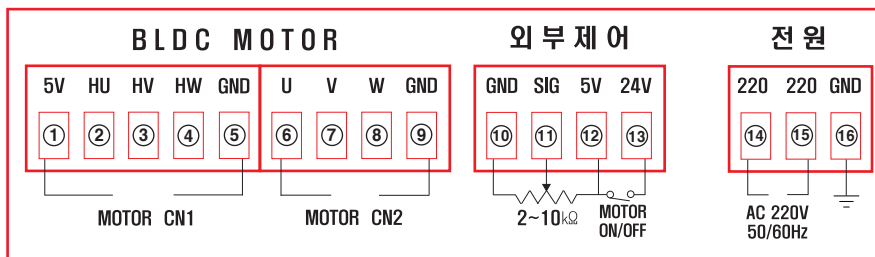 BLDC MOTOR 외부제어 전원
5V HU HV HW GND U V W GND GND SIG 5V 24V 220 220 GND
① ② ③ ④ ⑤ ⑥ ⑦ ⑧ ⑨ ⑩ ⑪ ⑫ ⑬ ⑭ ⑮ ⑯
MOTOR CN1 MOTOR CN2 2~10㏀ MOTOR AC 220V
ON/OFF 50/60Hz